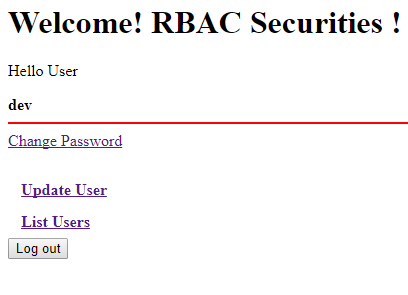 Welcome! RBAC Securities !
Hello User
dev
Change Password
Update User
List Users
Log out